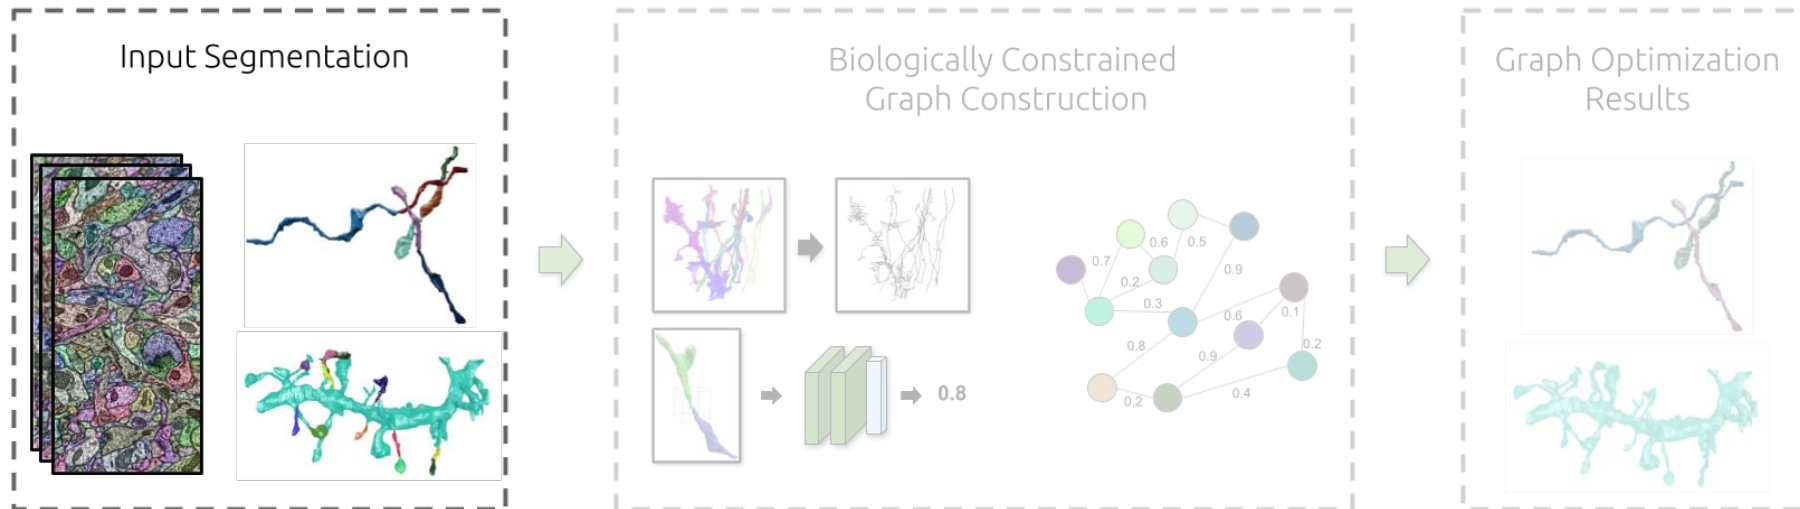 Input Segmentation
Biologically Constrained
Graph Construction
Graph Optimization
Results
0.6
0.5
0.7
0.2
0.9
0.3
0.6
0.1
0.8
0.9
0.2
0.8
0.2
0.4